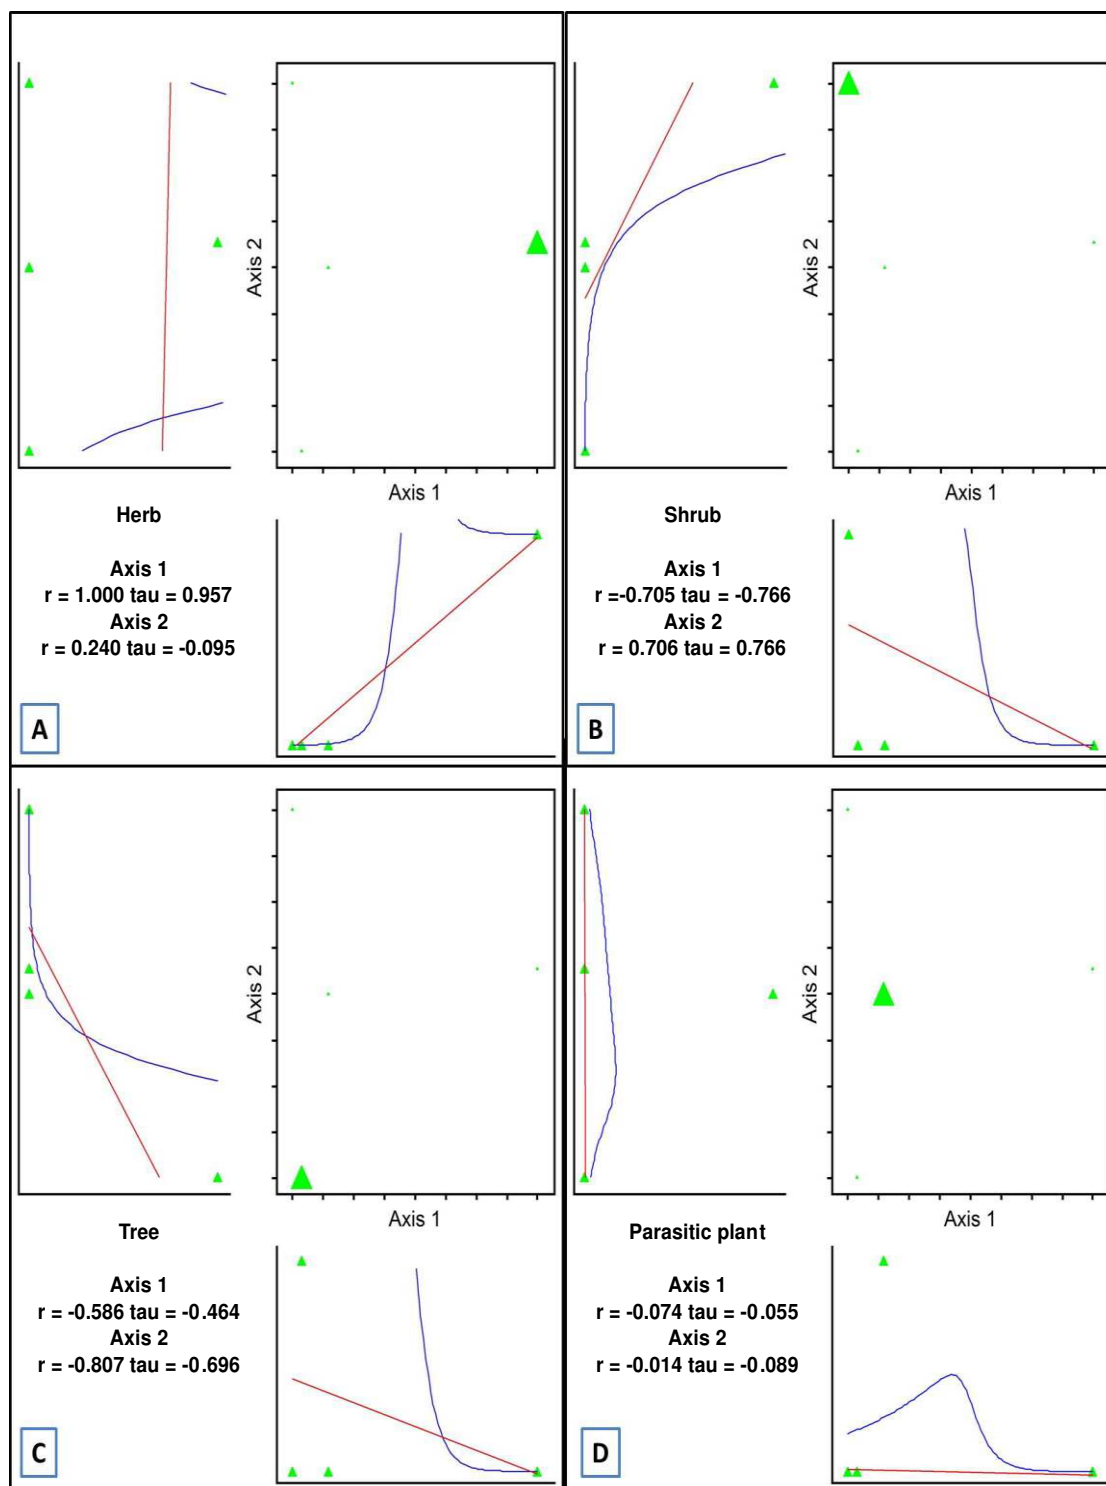 Axis 2
Axis 1
Herb
Axis 1
r = 1.000 tau = 0.957
Axis 2
r = 0.240 tau = -0.095
A
Axis 2
Axis 1
Shrub
Axis 1
r =-0.705 tau = -0.766
Axis 2
r = 0.706 tau = 0.766
B
Axis 2
Axis 1
Tree
Axis 1
r = -0.586 tau = -0.464
Axis 2
r = -0.807 tau = -0.696
C
Axis 2
Axis 1
Parasitic plant
Axis 1
r = -0.074 tau = -0.055
Axis 2
r = -0.014 tau = -0.089
D